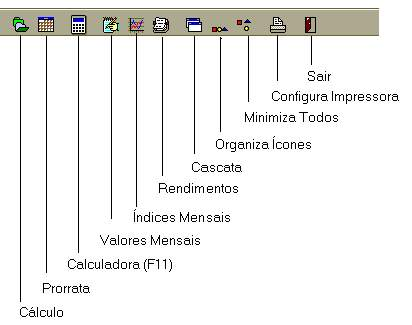 Sair
Configura Impressora
Minimiza Todos
Organiza Ícones
Cascata
Rendimentos
Índices Mensais
Valores Mensais
Calculadora (F11)
Prorrata
Cálculo